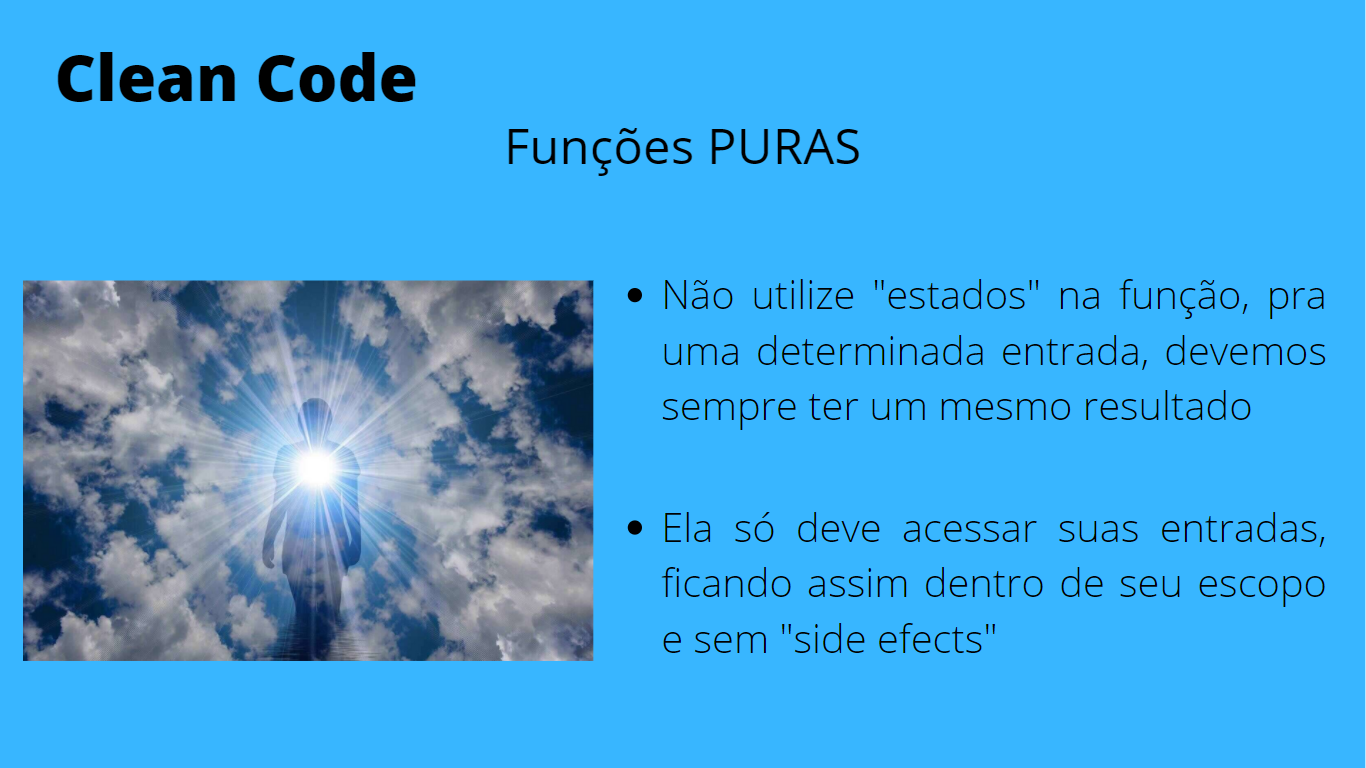 Clean Code
Funções PURAS
• Não utilize "estados" na função, pra
uma determinada entrada, devemos
sempre ter um mesmo resultado
• Ela só deve acessar suas entradas,
ficando assim dentro de seu escopo
e sem "side efects"